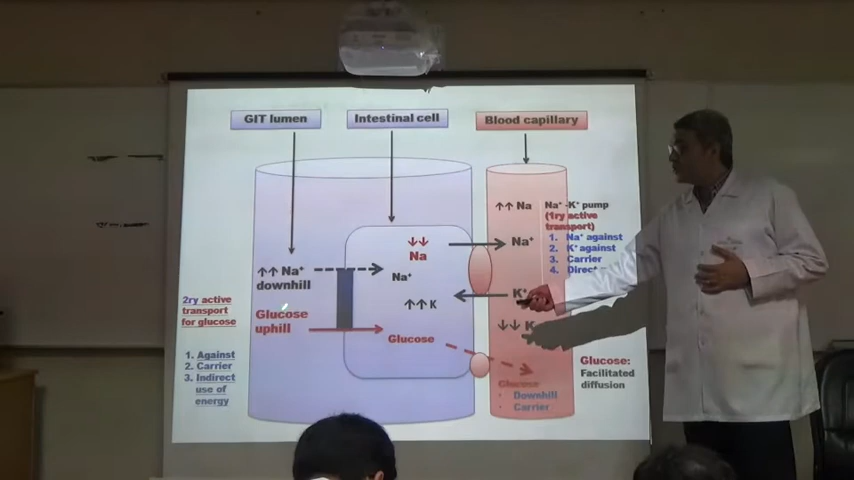 GIT lumen
Intestinal cell
Blood capillary
↑↑ Na
Na⁺-K⁺ pump
(1ry active
transport)
1. Na⁺ against
2. K⁺ against
3. Carrier
4. Direct
↓↓
Na
Na⁺
↑↑ Na⁺
downhill
Na⁺
K⁺
↑↑ K
2ry active
transport
for glucose
Glucose
uphill
↓↓ K
Glucose
1. Against
2. Carrier
3. Indirect
use of
energy
Glucose:
Facilitated
diffusion
Glucose
· Downhill
· Carrier